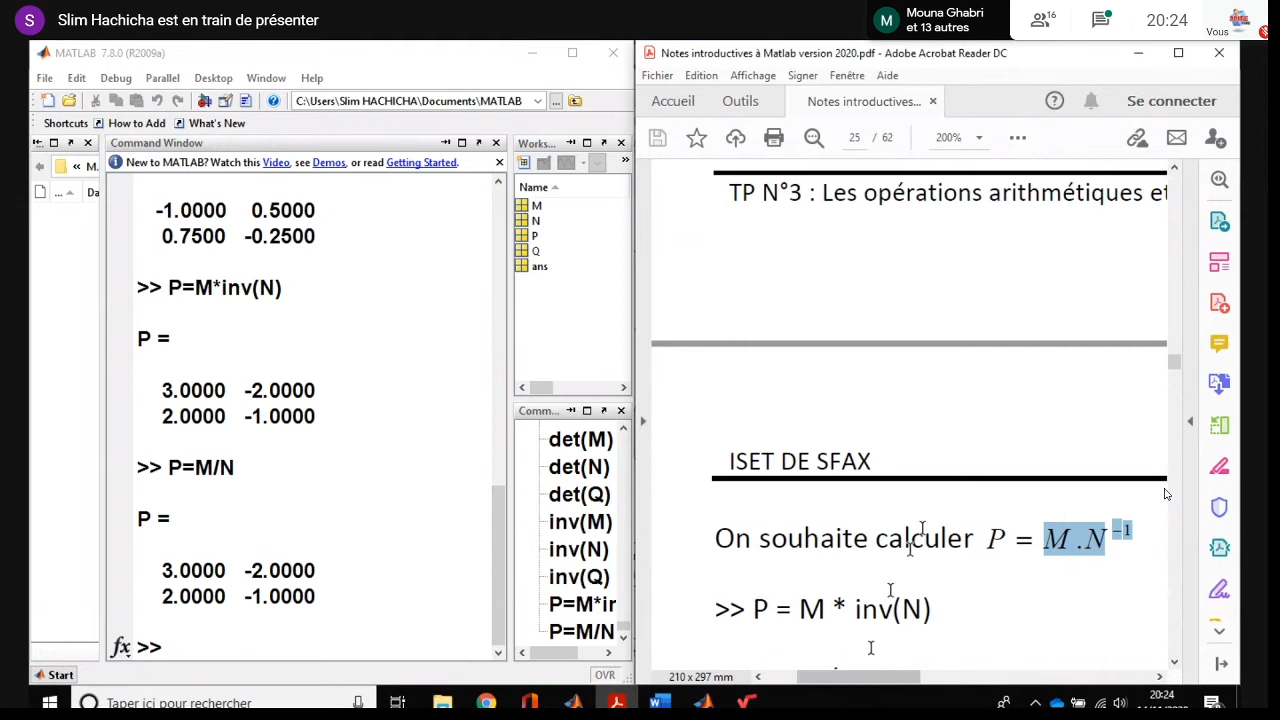 S Slim Hachicha est en train de présenter
M Mouna Ghabri
et 13 autres
16
20:24
Vous
MATLAB 7.8.0 (R2009a)
File Edit Debug Parallel Desktop Window Help
C:\Users\Slim HACHICHA\Documents\MATLAB
Shortcuts How to Add What's New
Command Window
« M.
... Da
New to MATLAB? Watch this Video, see Demos, or read Getting Started.
-1.0000 0.5000
0.7500 -0.2500
>> P=M*inv(N)
P =
3.0000 -2.0000
2.0000 -1.0000
>> P=M/N
P =
3.0000 -2.0000
2.0000 -1.0000
fx >>
Works...
Name
M
N
P
Q
ans
Comm...
det(M)
det(N)
det(Q)
inv(M)
inv(N)
inv(Q)
P=M*ir
P=M/N
Start
OVR
Notes introductives à Matlab version 2020.pdf - Adobe Acrobat Reader DC
Fichier Edition Affichage Signer Fenêtre Aide
Accueil Outils Notes introductives... × Se connecter
25 / 62 200%
TP N°3 : Les opérations arithmétiques et
ISET DE SFAX
On souhaite calculer P = M .N⁻¹
>> P = M * inv(N)
210 x 297 mm
Taper ici pour rechercher
20:24